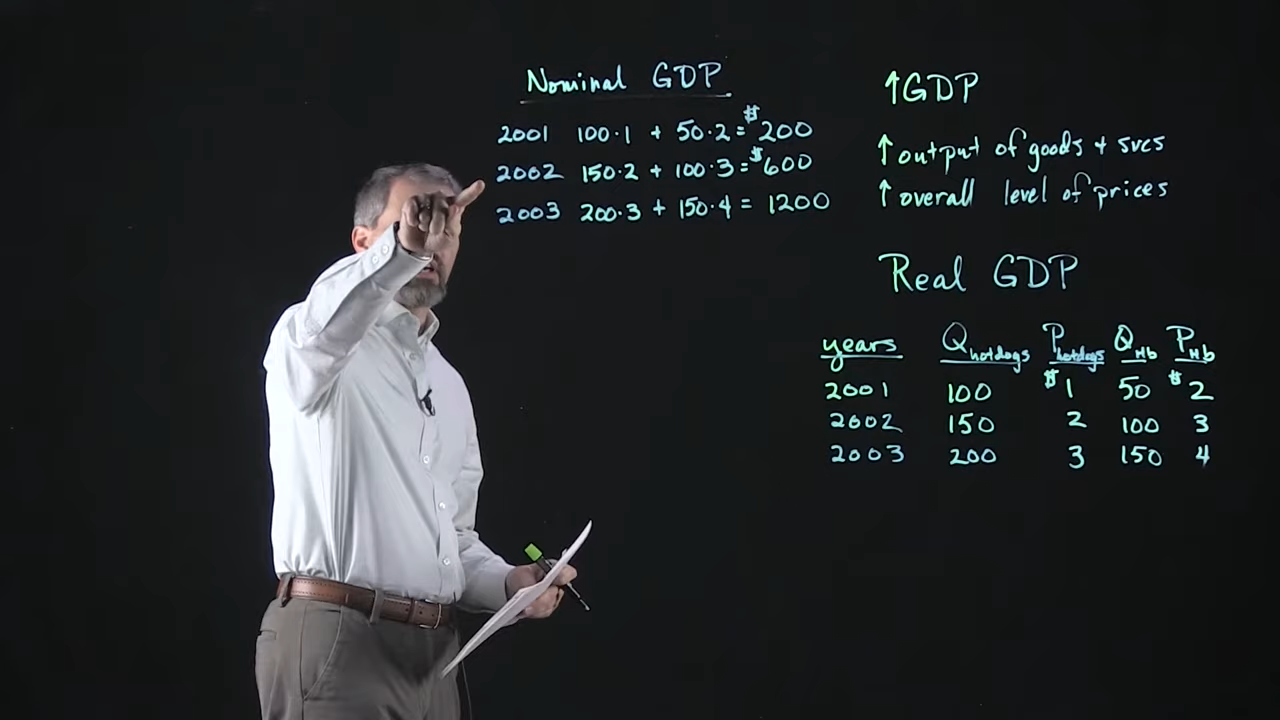 Nominal GDP
2001 100·1 + 50·2 = $200
2002 150·2 + 100·3 = $600
2003 200·3 + 150·4 = 1200
↑GDP
↑output of goods + svcs
↑overall level of prices
Real GDP
years Qhotdogs Photdogs QHb PHb
2001 100 $1 50 $2
2002 150 2 100 3
2003 200 3 150 4